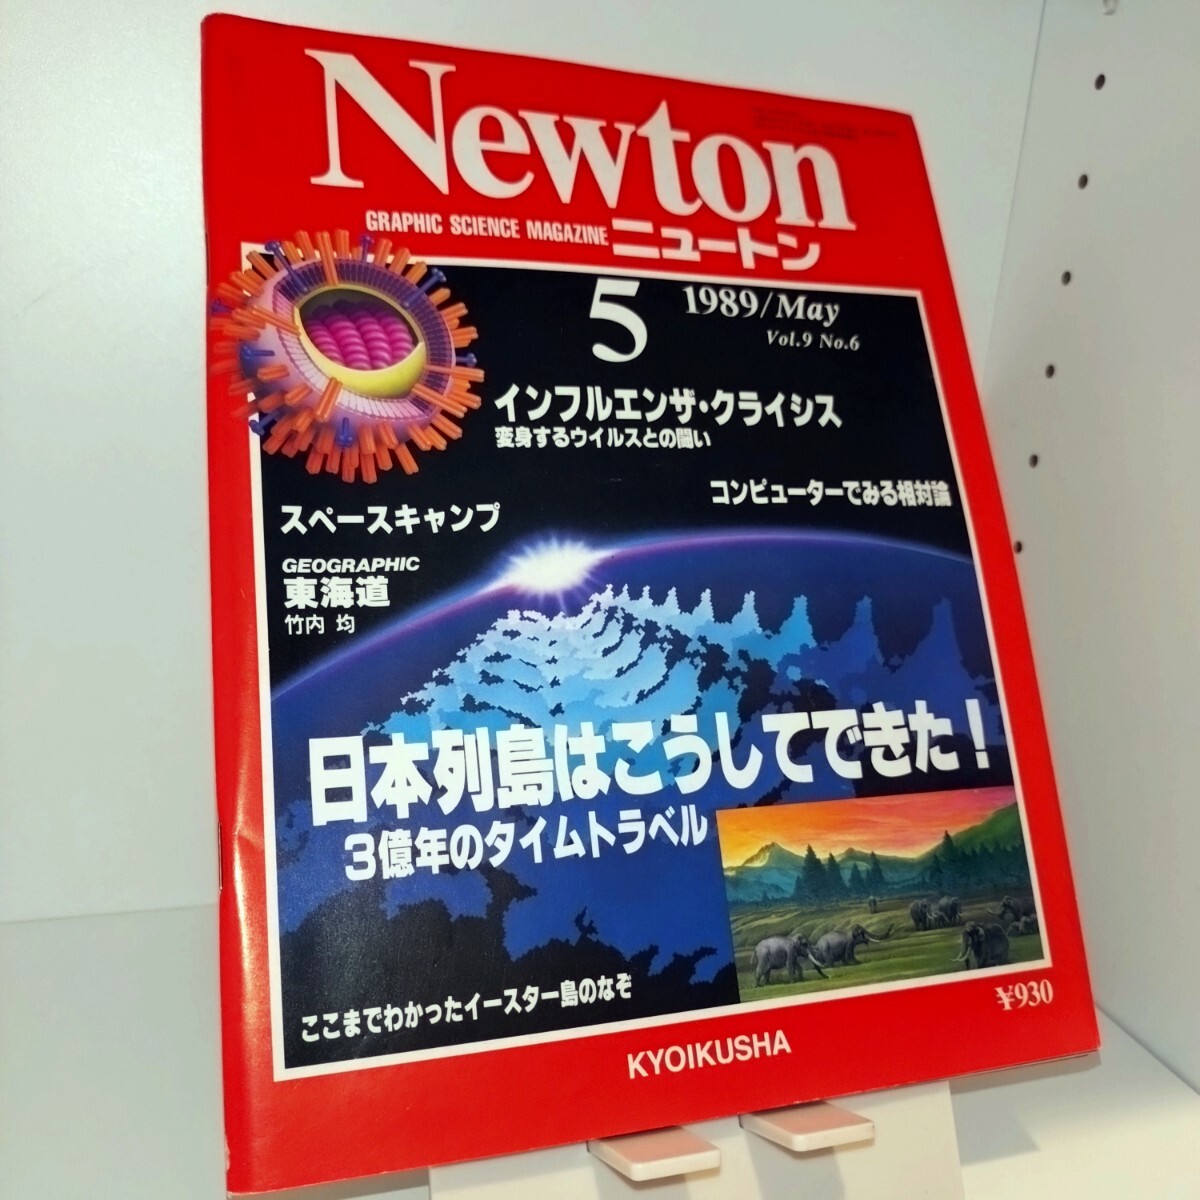 Newton
GRAPHIC SCIENCE MAGAZINE ニュートン
5 1989/May
Vol.9 No.6
インフルエンザ・クライシス
変身するウイルスとの闘い
コンピューターでみる相対論
スペースキャンプ
GEOGRAPHIC
東海道
竹内 均
日本列島はこうしてできた!
3億年のタイムトラベル
ここまでわかったイースター島のなぞ
¥930
KYOIKUSHA